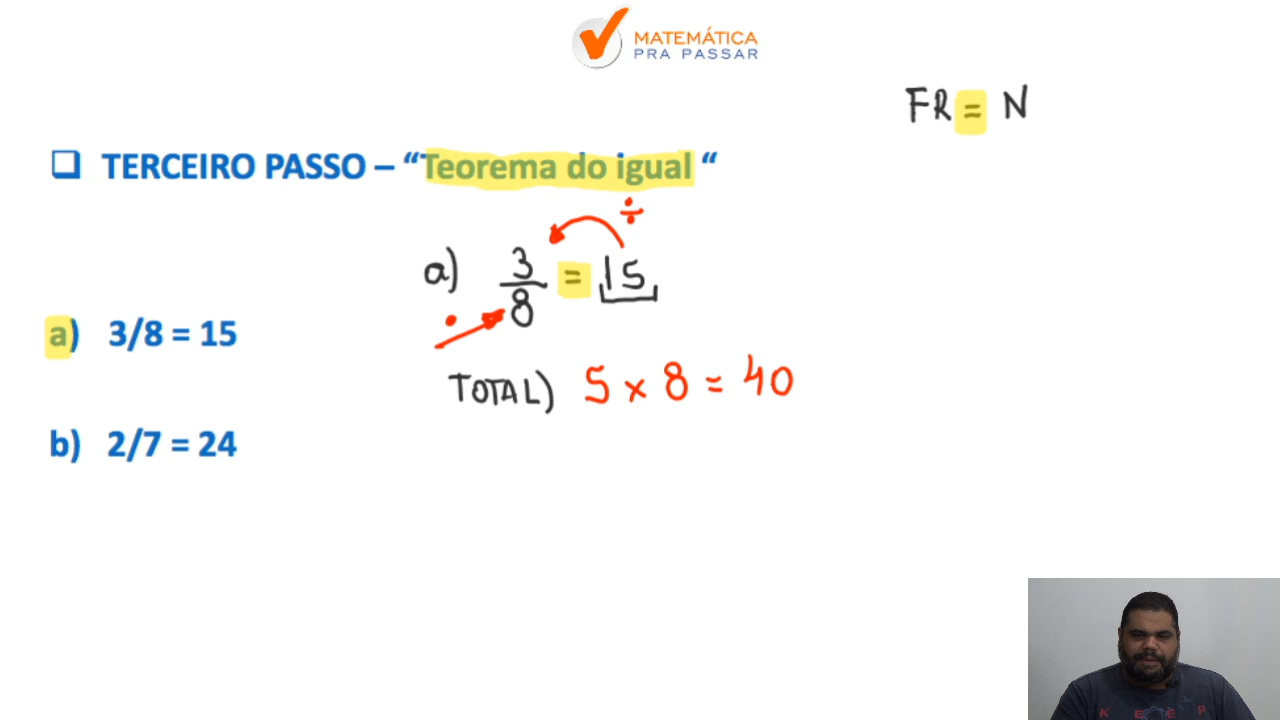 MATEMÁTICA
PRA PASSAR
FR = N
❑ TERCEIRO PASSO – “Teorema do igual “
÷
a) 3/8 = 15
a) 3/8 = 15
TOTAL) 5 × 8 = 40
b) 2/7 = 24